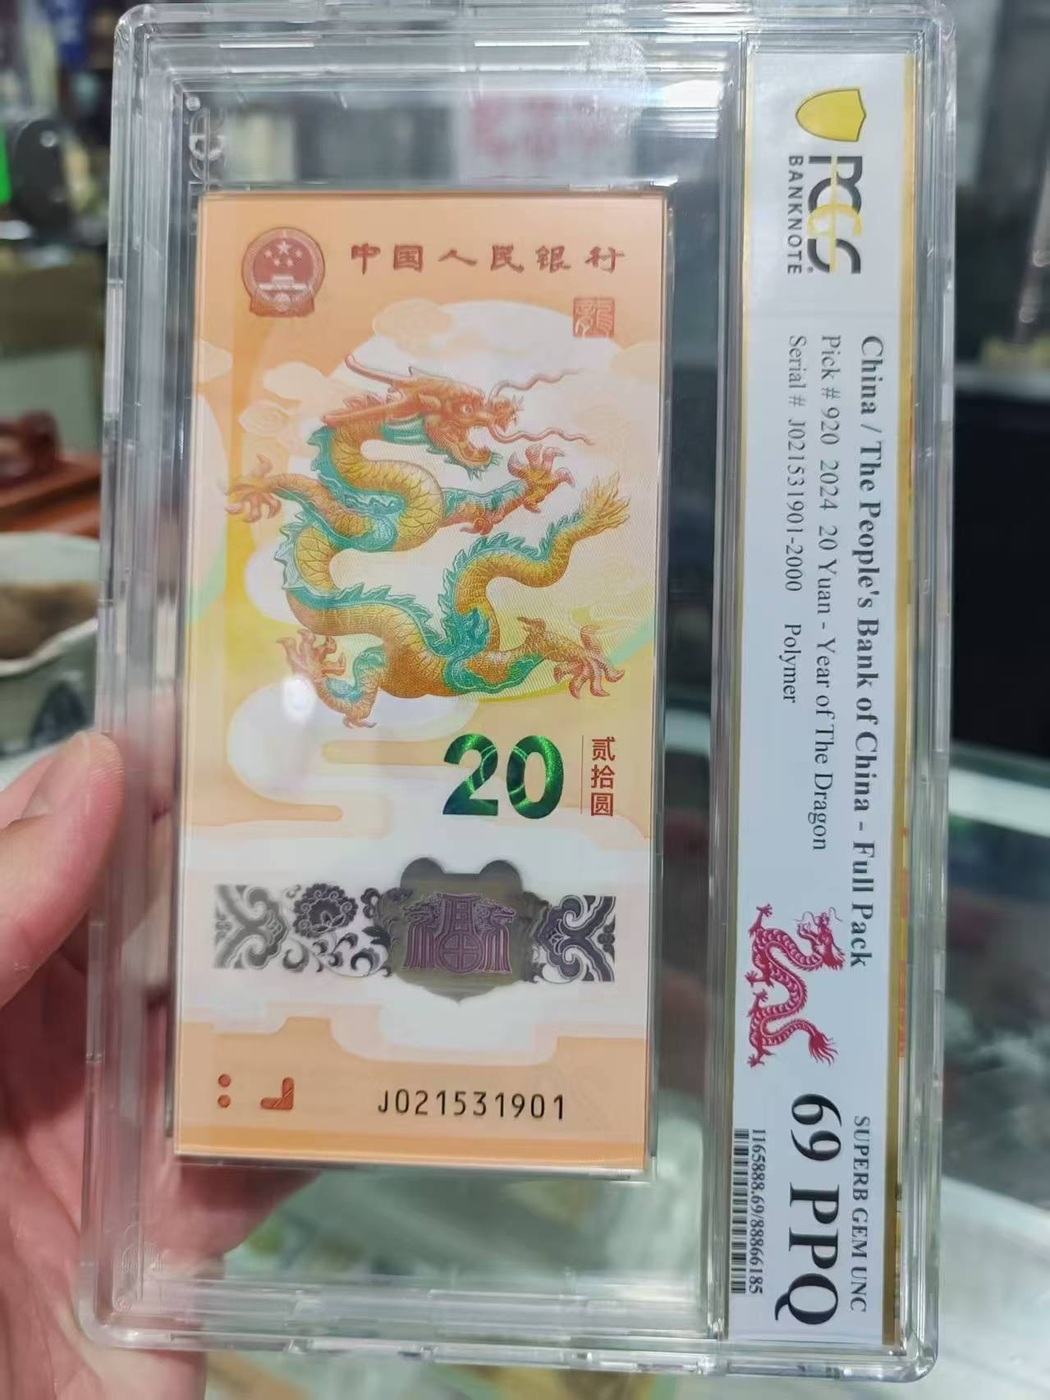 中国人民银行
龍
20
贰拾圆
J021531901
PCGS
BANKNOTE
China / The People's Bank of China - Full Pack
Pick # 920 2024 20 Yuan - Year of The Dragon
Serial # J021531901-2000 Polymer
SUPERB GEM UNC
69 PPQ
1165888.69/88866185